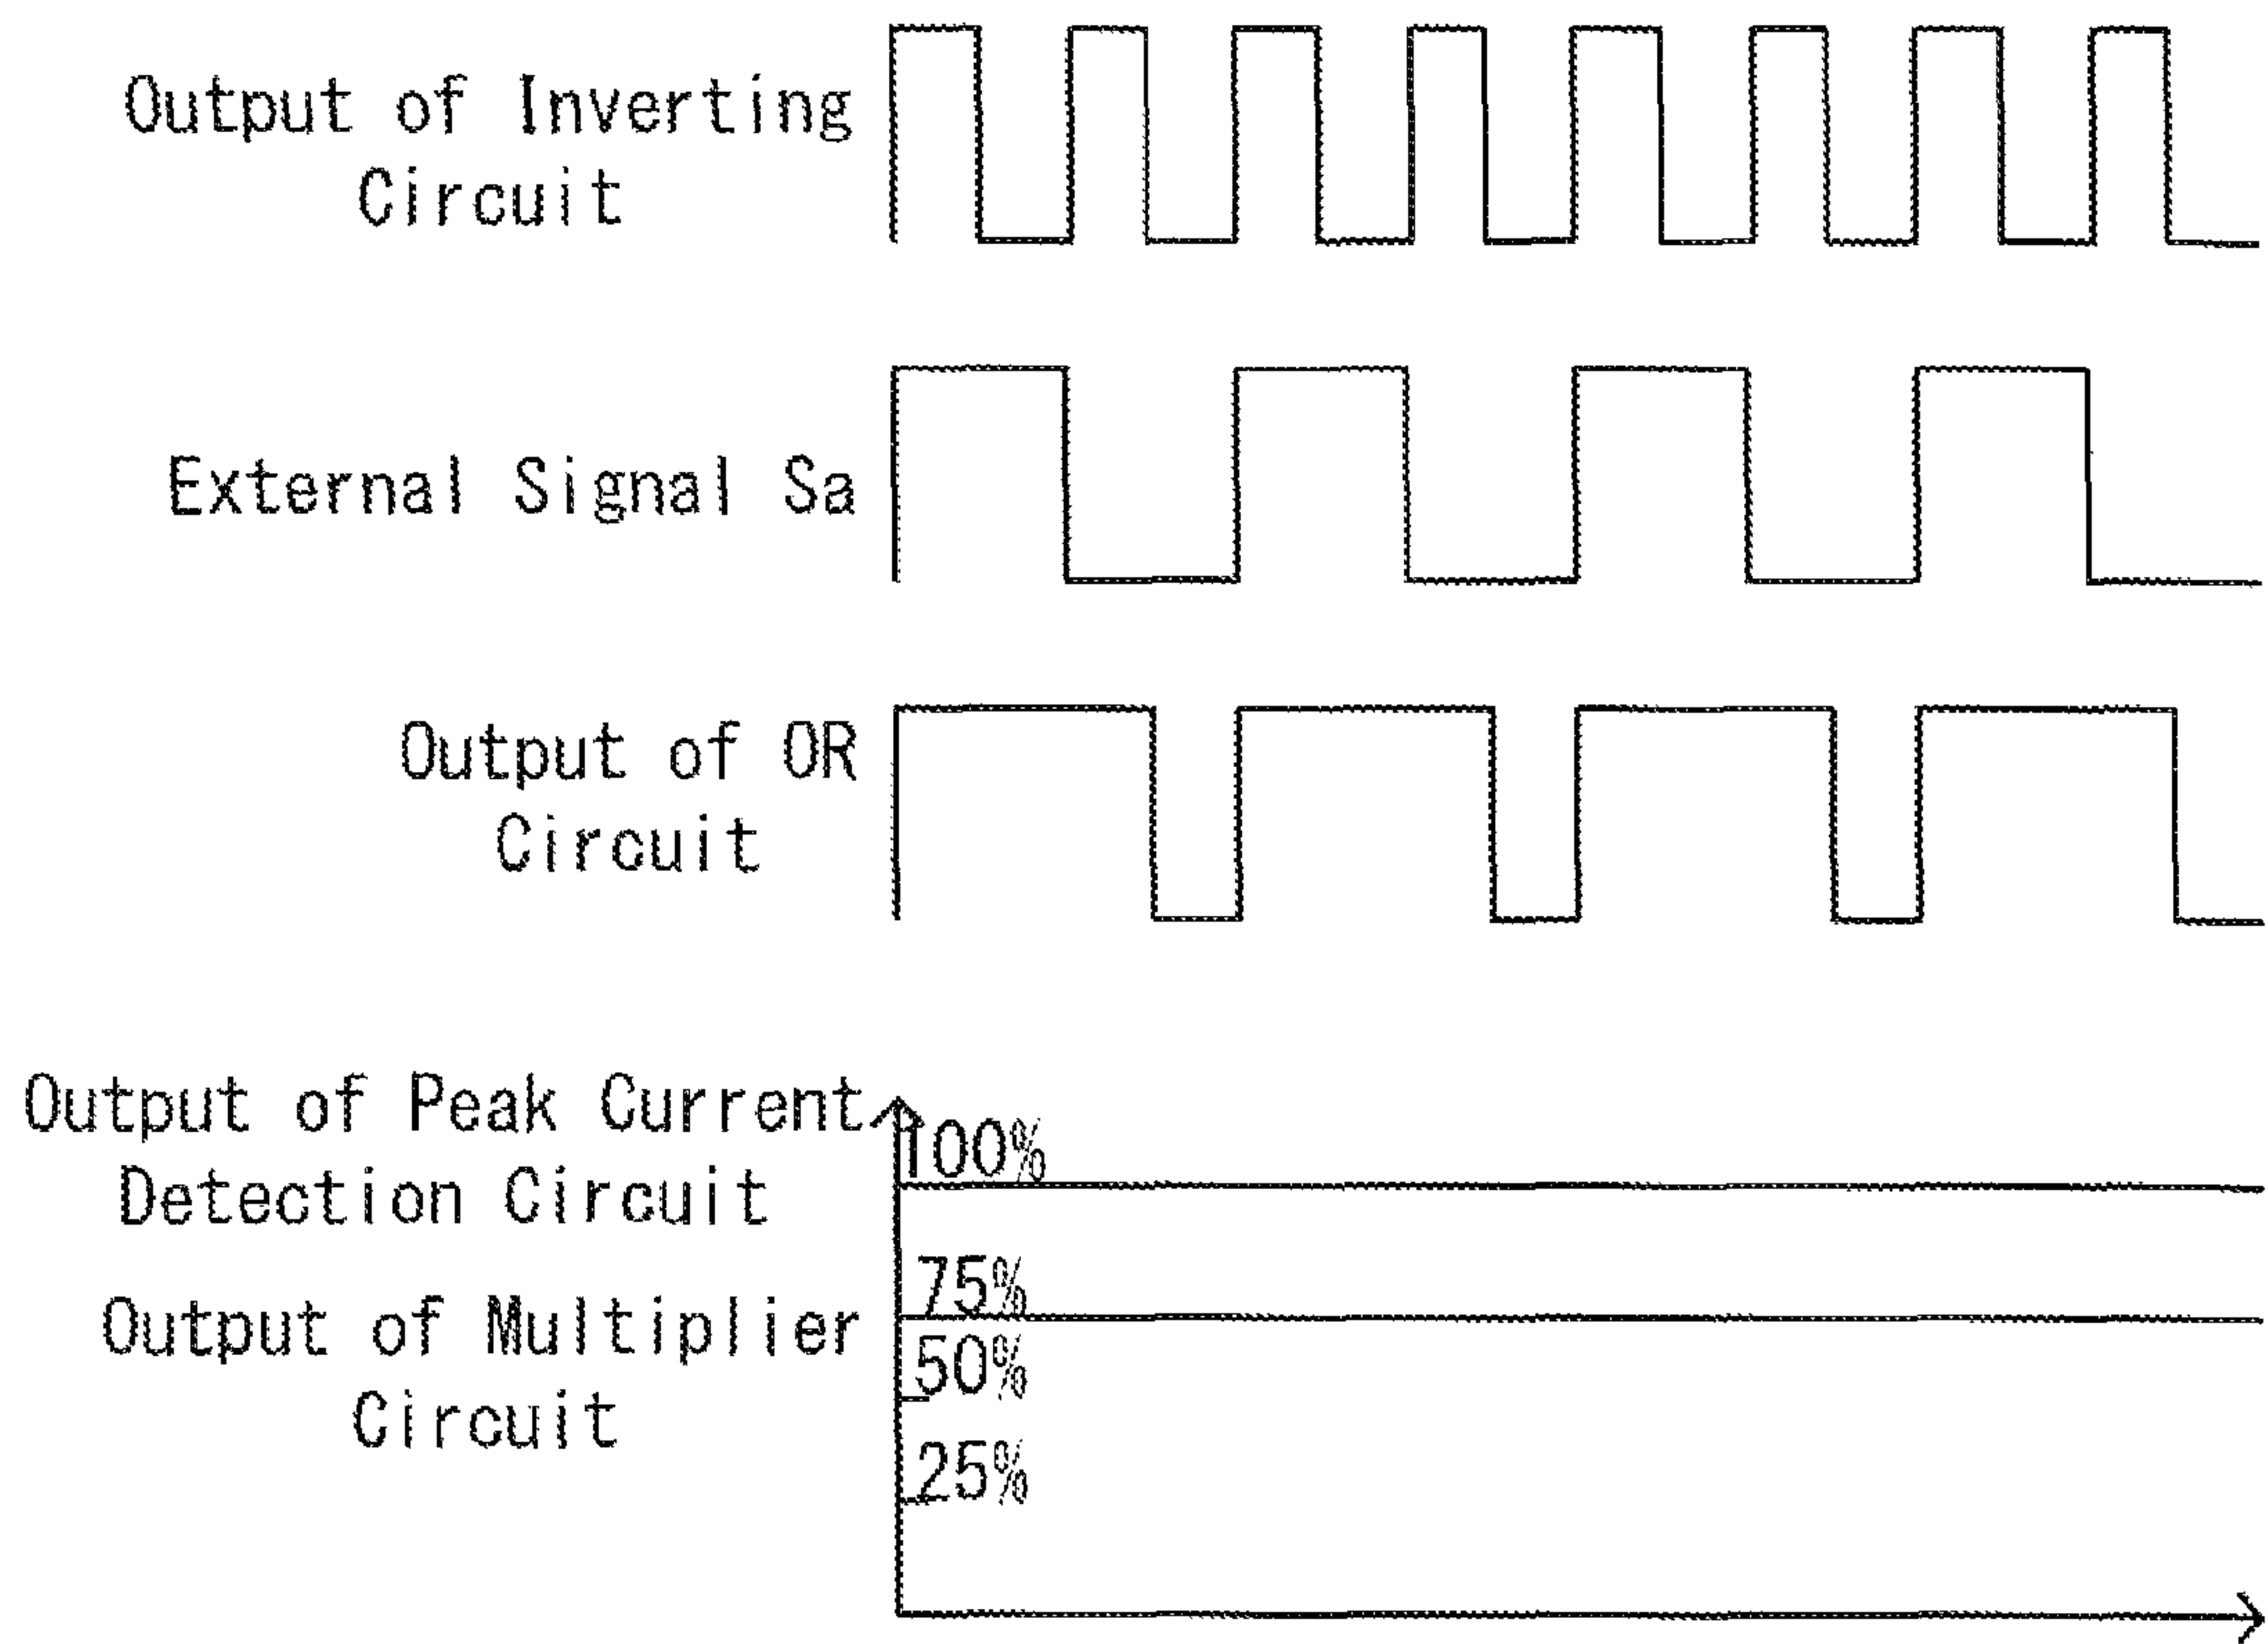 Output of Inverting
Circuit
External Signal Sa
Output of OR
Circuit
Output of Peak Current
Detection Circuit
100%
75%
Output of Multiplier
Circuit
50%
25%